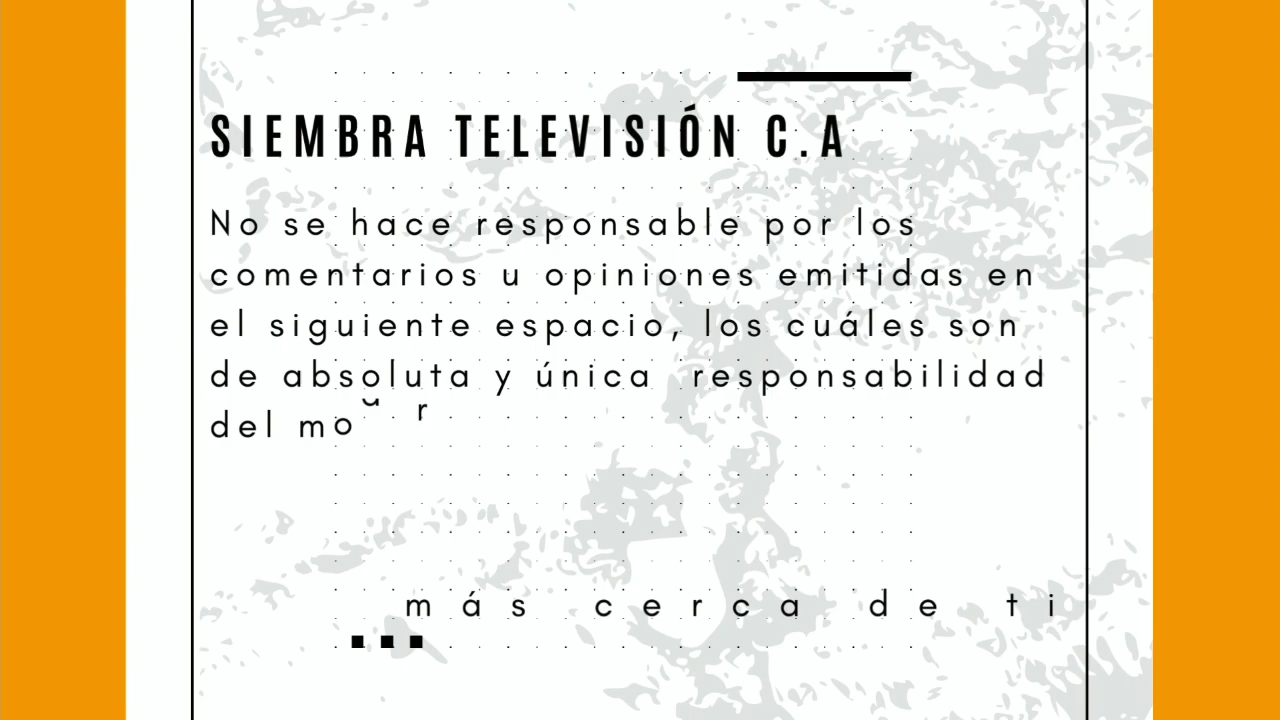 SIEMBRA TELEVISIÓN C.A
No se hace responsable por los
comentarios u opiniones emitidas en
el siguiente espacio, los cuáles son
de absoluta y única responsabilidad
del
más cerca de ti